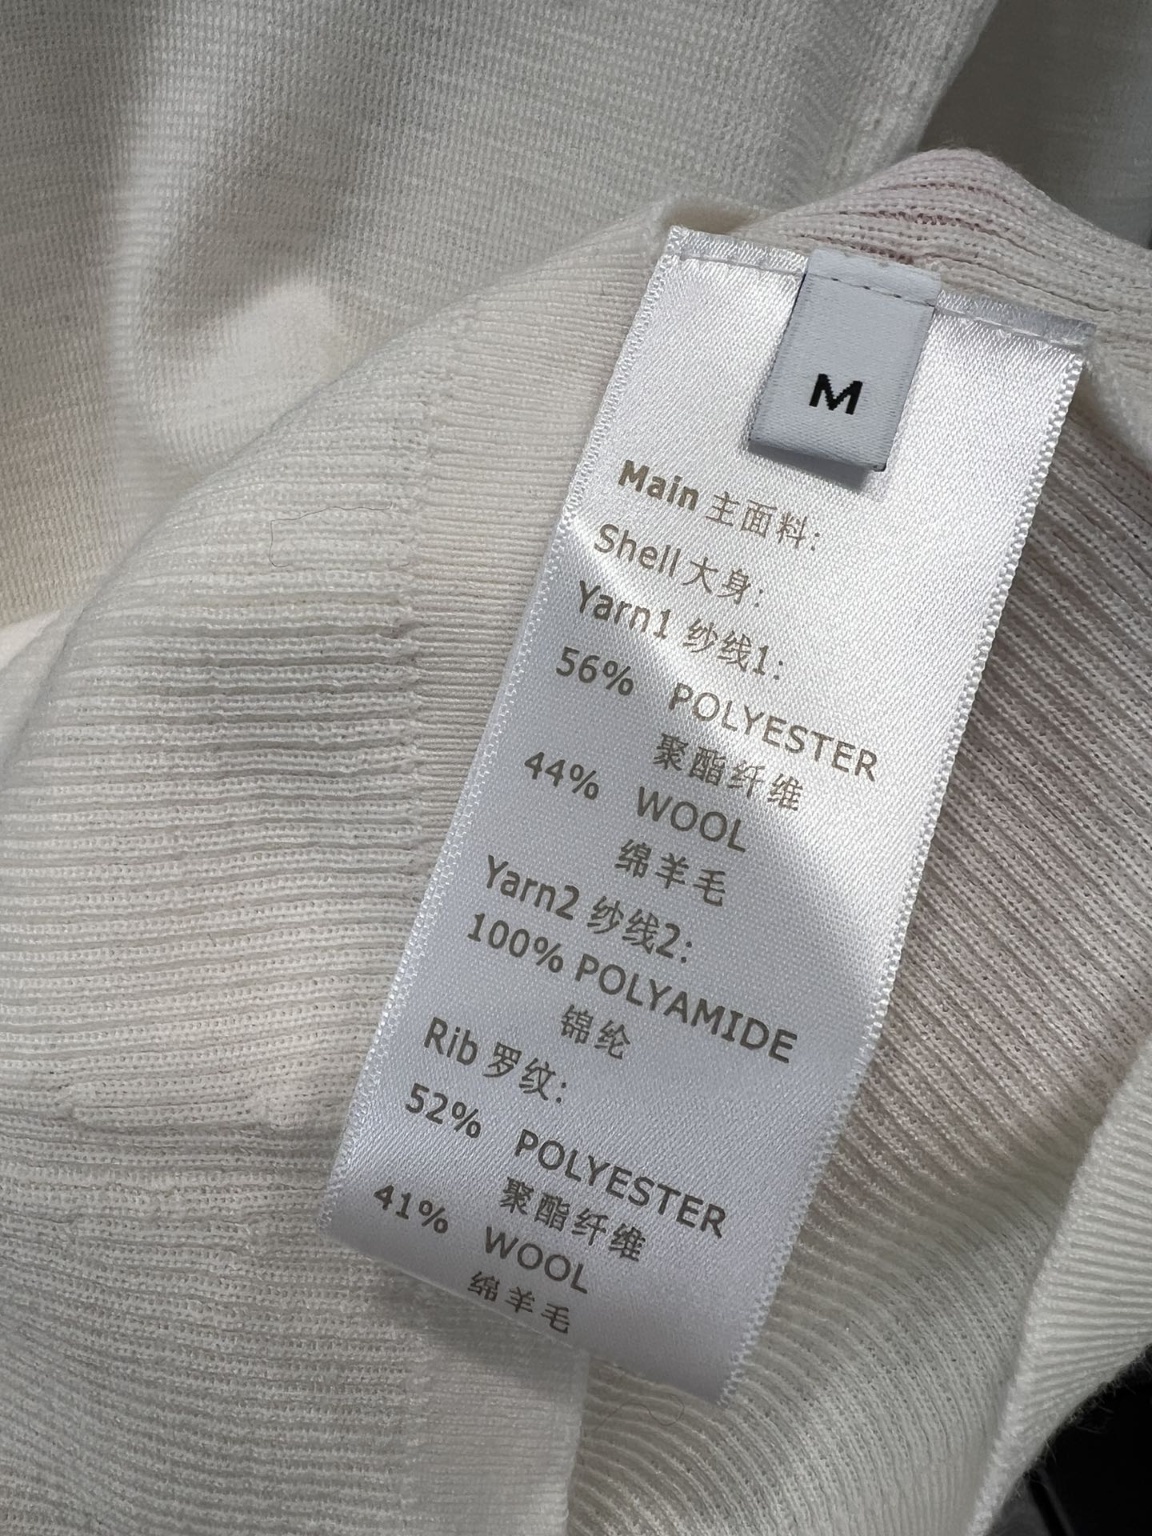 M
Main 主面料:
Shell 大身:
Yarn1 纱线1:
56% POLYESTER
聚酯纤维
44% WOOL
绵羊毛
Yarn2 纱线2:
100% POLYAMIDE
锦纶
Rib 罗纹:
52% POLYESTER
聚酯纤维
41% WOOL
绵羊毛